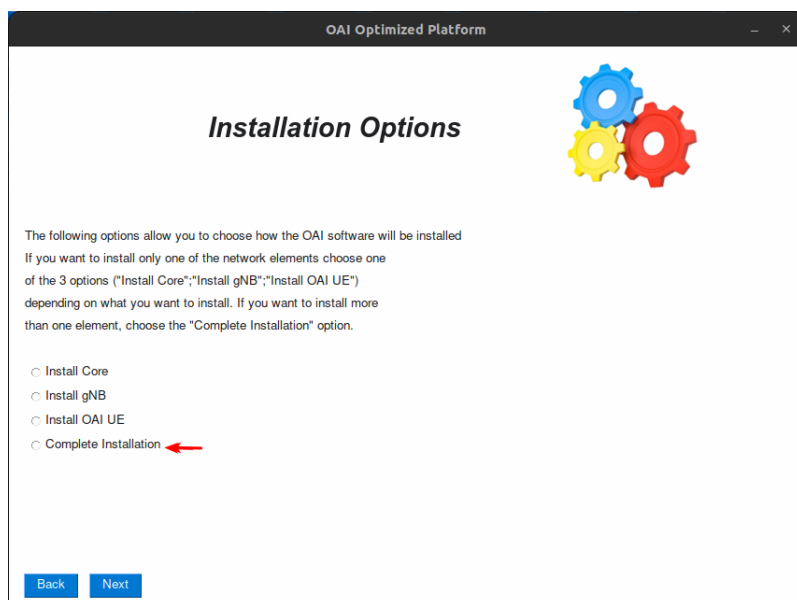 OAI Optimized Platform
Installation Options
The following options allow you to choose how the OAI software will be installed
If you want to install only one of the network elements choose one
of the 3 options ("Install Core";"Install gNB";"Install OAI UE")
depending on what you want to install. If you want to install more
than one element, choose the "Complete Installation" option.
Install Core
Install gNB
Install OAI UE
Complete Installation
Back Next